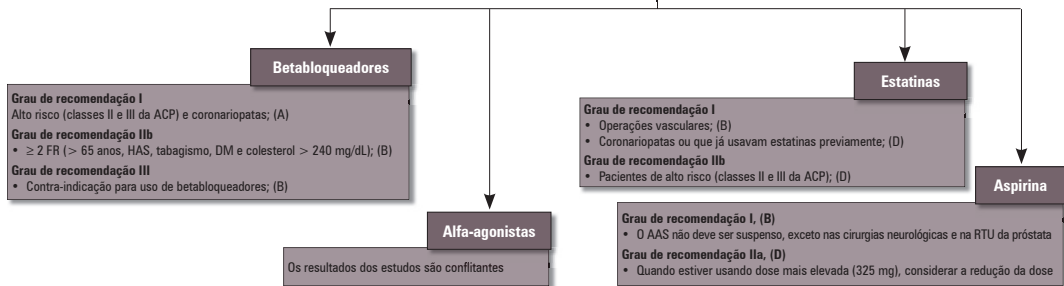 Betabloqueadores
Grau de recomendação I
Alto risco (classes II e III da ACP) e coronariopatas; (A)
Grau de recomendação IIb
• ≥ 2 FR (> 65 anos, HAS, tabagismo, DM e colesterol > 240 mg/dL); (B)
Grau de recomendação III
• Contra-indicação para uso de betabloqueadores; (B)
Alfa-agonistas
Os resultados dos estudos são conflitantes
Estatinas
Grau de recomendação I
• Operações vasculares; (B)
• Coronariopatas ou que já usavam estatinas previamente; (D)
Grau de recomendação IIb
• Pacientes de alto risco (classes II e III da ACP); (D)
Aspirina
Grau de recomendação I, (B)
• O AAS não deve ser suspenso, exceto nas cirurgias neurológicas e na RTU da próstata
Grau de recomendação IIa, (D)
• Quando estiver usando dose mais elevada (325 mg), considerar a redução da dose